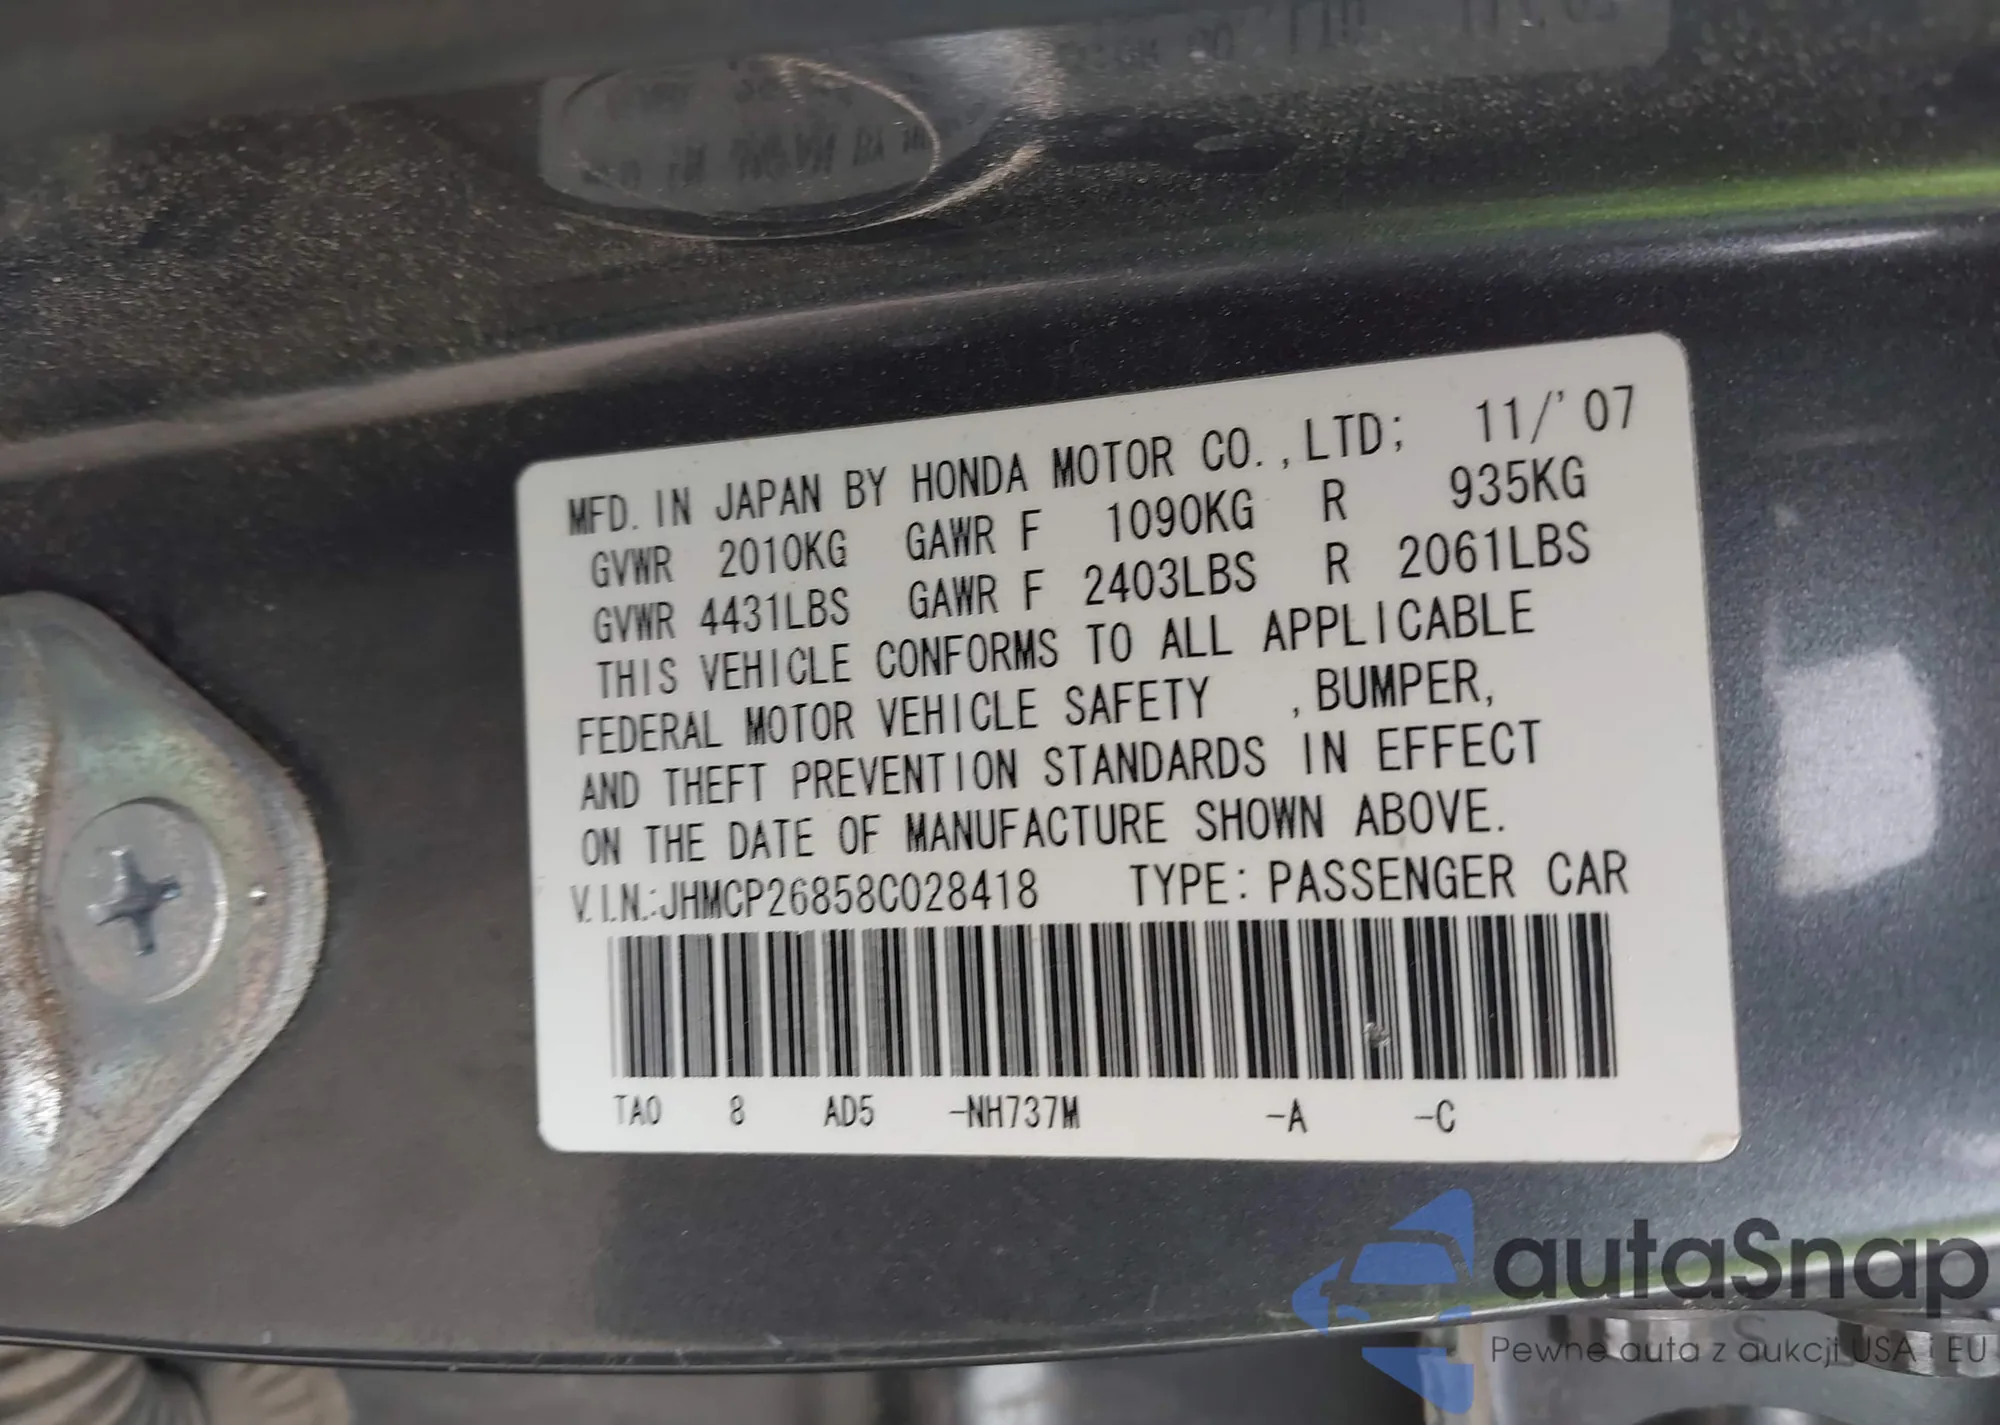 MFD. IN JAPAN BY HONDA MOTOR CO.,LTD; 11/'07
GVWR 2010KG GAWR F 1090KG R 935KG
GVWR 4431LBS GAWR F 2403LBS R 2061LBS
THIS VEHICLE CONFORMS TO ALL APPLICABLE
FEDERAL MOTOR VEHICLE SAFETY ,BUMPER,
AND THEFT PREVENTION STANDARDS IN EFFECT
ON THE DATE OF MANUFACTURE SHOWN ABOVE.
V.I.N.:JHMCP26858C028418 TYPE: PASSENGER CAR
TA0 8 AD5 -NH737M -A -C
autaSnap
Pewne auta z aukcji USA i EU